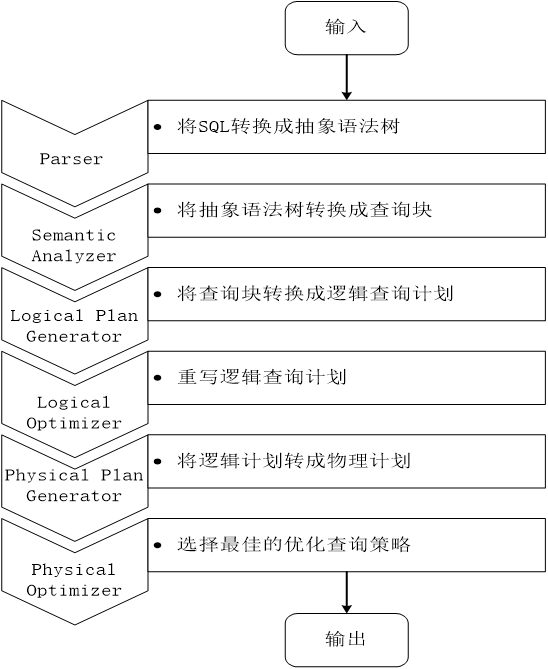 输入
• 将SQL转换成抽象语法树
Parser
• 将抽象语法树转换成查询块
Semantic
Analyzer
• 将查询块转换成逻辑查询计划
Logical Plan
Generator
• 重写逻辑查询计划
Logical
Optimizer
• 将逻辑计划转成物理计划
Physical Plan
Generator
• 选择最佳的优化查询策略
Physical
Optimizer
输出